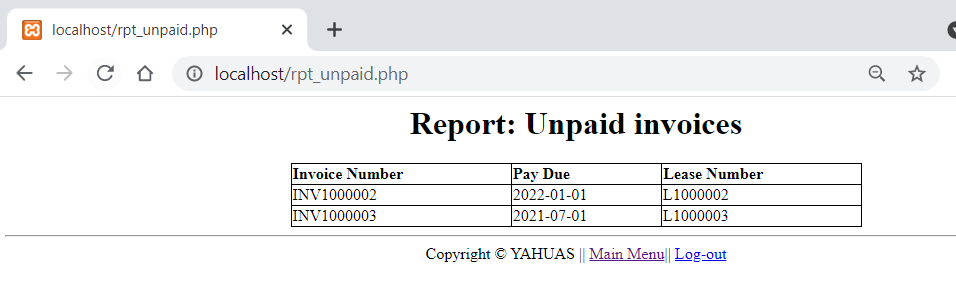 localhost/rpt_unpaid.php
localhost/rpt_unpaid.php
Report: Unpaid invoices
Invoice Number Pay Due Lease Number
INV1000002 2022-01-01 L1000002
INV1000003 2021-07-01 L1000003
Copyright © YAHUAS || Main Menu|| Log-out